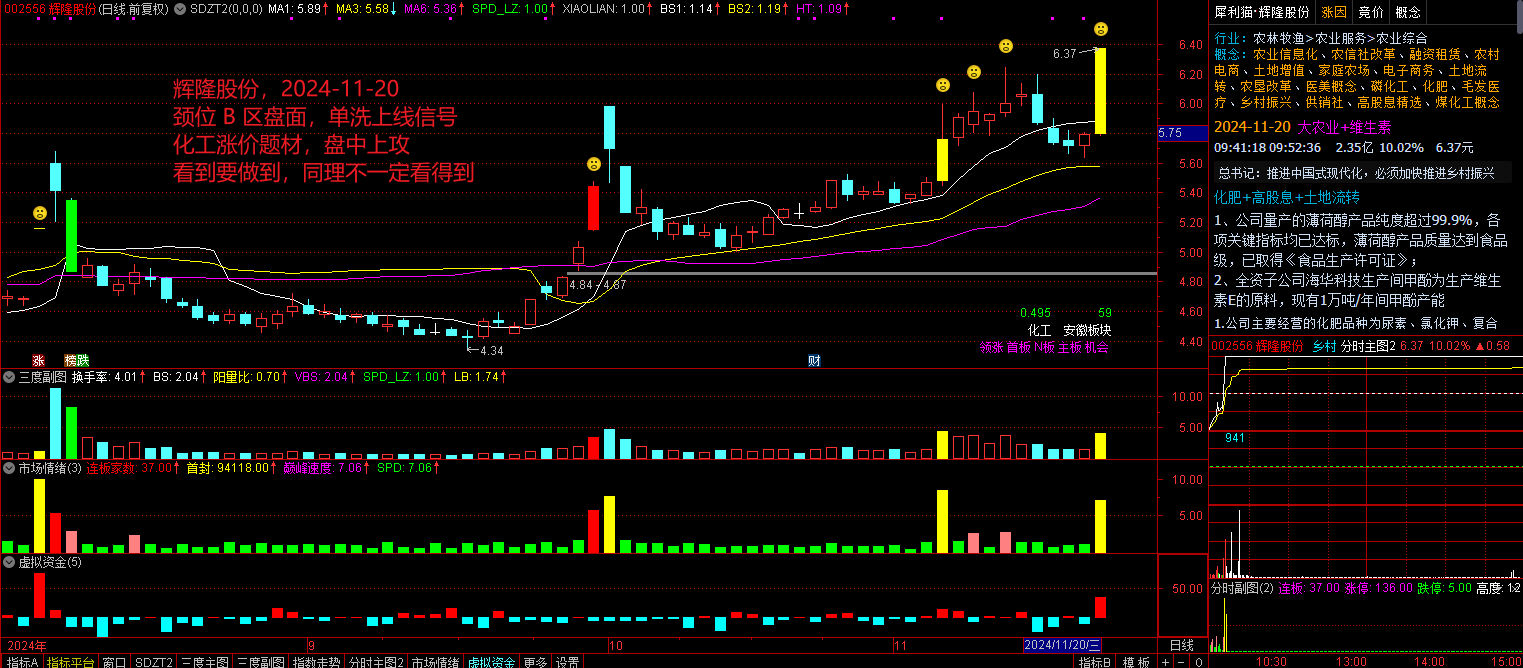 002556 辉隆股份(日线.前复权) SDZT2(0,0,0) MA1: 5.89↑ MA3: 5.58↓ MA6: 5.36↑ SPD_LZ: 1.00↑ XIAOLIAN: 1.00↑ BS1: 1.14↑ BS2: 1.19↑ HT: 1.09↑
辉隆股份，2024-11-20
颈位 B 区盘面，单洗上线信号
化工涨价题材，盘中上攻
看到要做到，同理不一定看得到
6.37
4.84 - 4.87
4.34
0.495 59
化工 安徽板块
领涨 首板 N板 主板 机会
涨 榜跌 财
6.40
6.20
6.00
5.75
5.60
5.40
5.20
5.00
4.80
4.60
4.40
三度副图 换手率: 4.01↑ BS: 2.04↑ 阳量比: 0.70↑ VBS: 2.04↑ SPD_LZ: 1.00↑ LB: 1.74↑
10.00
5.00
市场情绪(3) 连板家数: 37.00↑ 首封: 94118.00↑ 巅峰速度: 7.06↑ SPD: 7.06↑
10.00
5.00
虚拟资金(5)
50.00
2024年 9 10 11 2024/11/20/三 日线
指标A 指标平台 窗口 SDZT2 三度主图 三度副图 指数走势 分时主图2 市场情绪 虚拟资金 更多 设置 指标B 模板 + - O
犀利猫·辉隆股份 涨因 竞价 概念
行业：农林牧渔>农业服务>农业综合
概念：农业信息化、农信社改革、融资租赁、农村
电商、土地增值、家庭农场、电子商务、土地流
转、农垦改革、医美概念、磷化工、化肥、毛发医
疗、乡村振兴、供销社、高股息精选、煤化工概念
2024-11-20 大农业+维生素
09:41:18 09:52:36 2.35亿 10.02% 6.37元
总书记：推进中国式现代化，必须加快推进乡村振兴
化肥+高股息+土地流转
1、公司量产的薄荷醇产品纯度超过99.9%，各
项关键指标均已达标，薄荷醇产品质量达到食品
级，已取得《食品生产许可证》；
2、全资子公司海华科技生产间甲酚为生产维生
素E的原料，现有1万吨/年间甲酚产能
1.公司主要经营的化肥品种为尿素、氯化钾、复合
002556 辉隆股份 乡村 分时主图2 6.37 10.02% ▲0.58
941
分时副图(2) 连板: 37.00 涨停: 136.00 跌停: 5.00 高度: 12
10:30 13:00 14:00 15:00